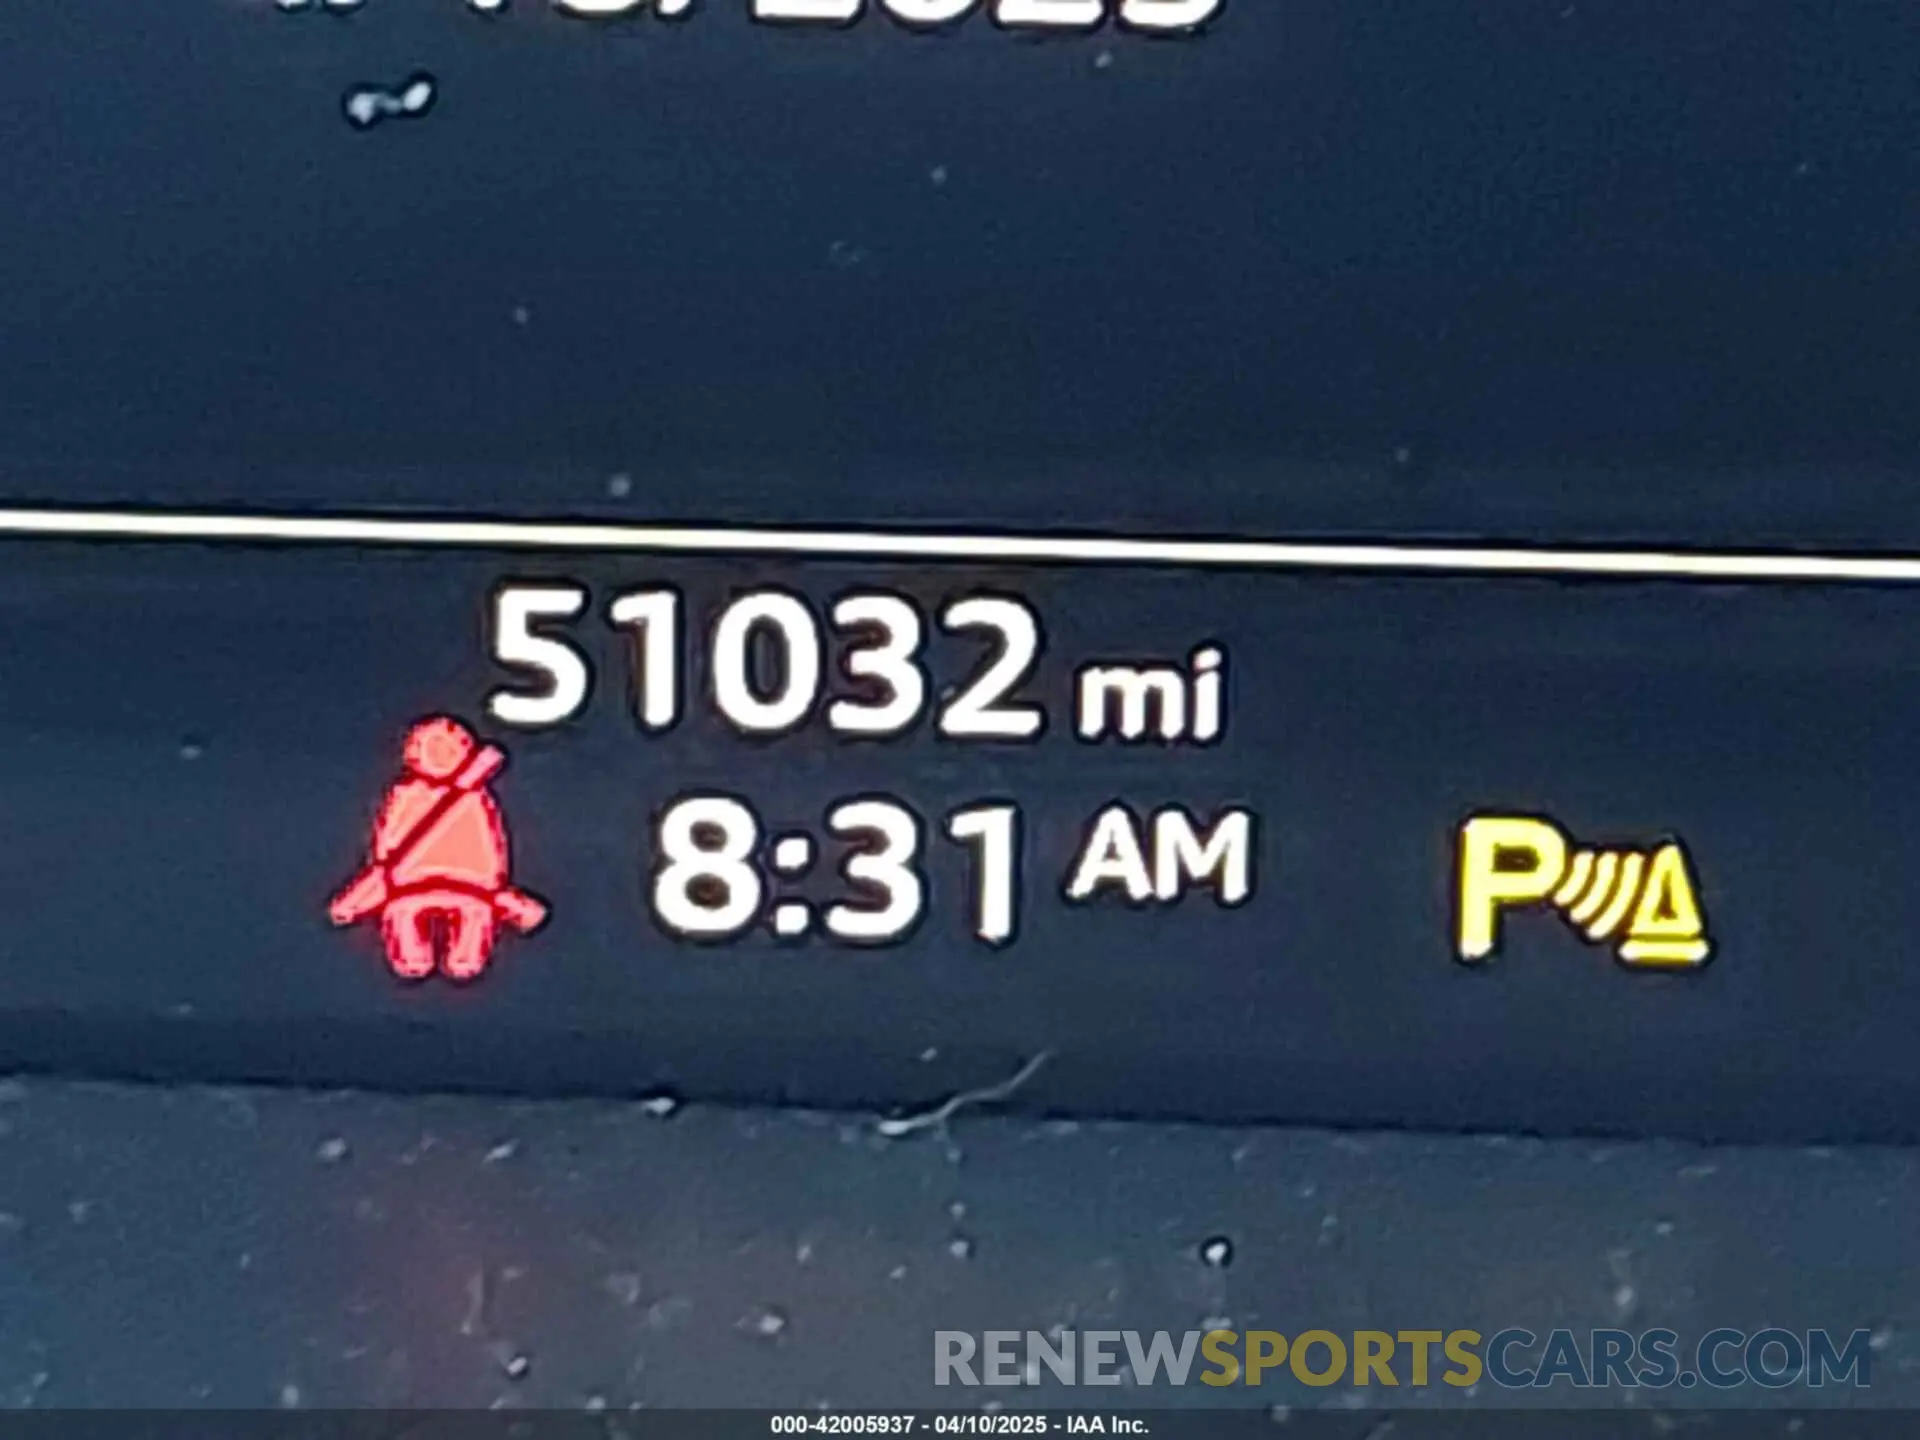 51032 mi
8:31 AM
P
RENEWSPORTSCARS.COM
000-42005937 - 04/10/2025 - IAA Inc.